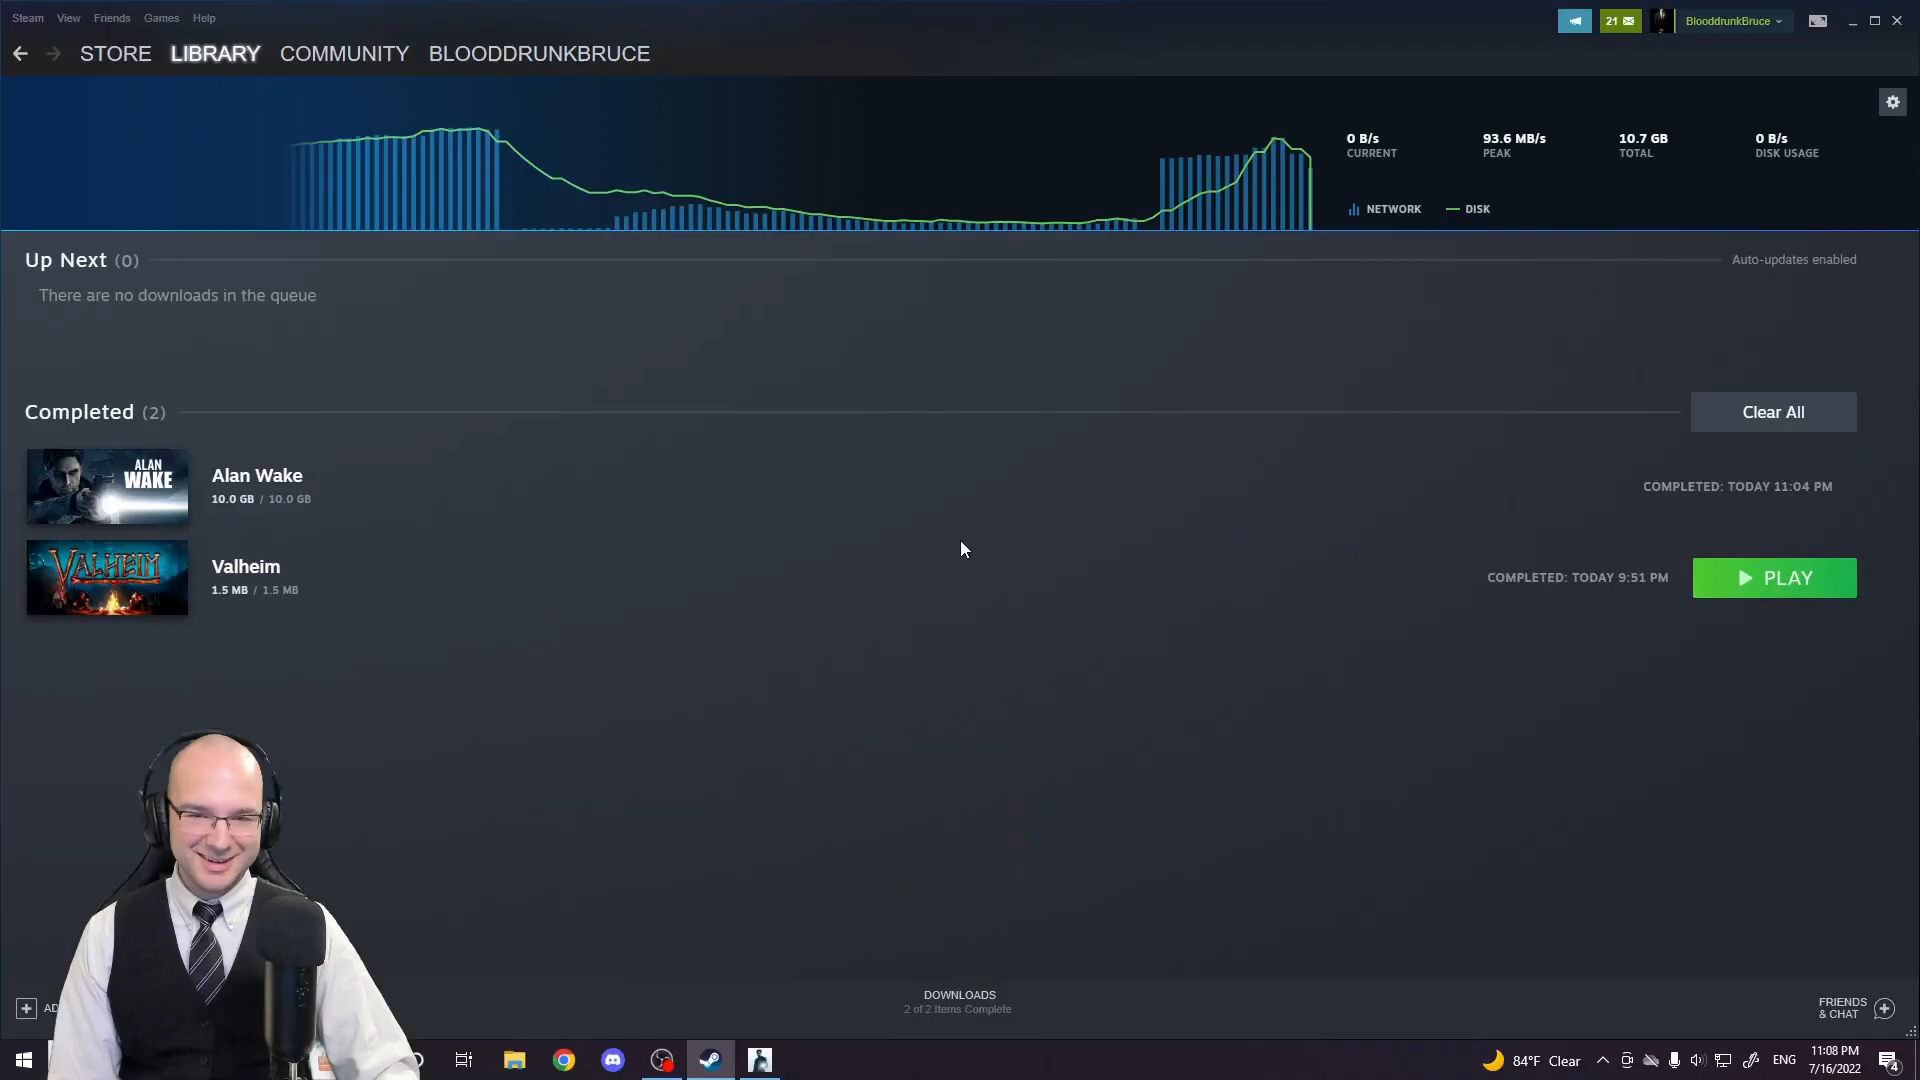 Steam View Friends Games Help
21
BlooddrunkBruce
STORE LIBRARY COMMUNITY BLOODDRUNKBRUCE
0 B/s 93.6 MB/s 10.7 GB 0 B/s
CURRENT PEAK TOTAL DISK USAGE
NETWORK DISK
Up Next (0) Auto-updates enabled
There are no downloads in the queue
Completed (2) Clear All
ALAN WAKE
Alan Wake
10.0 GB / 10.0 GB
COMPLETED: TODAY 11:04 PM
VALHEIM
Valheim
1.5 MB / 1.5 MB
COMPLETED: TODAY 9:51 PM
PLAY
AD
DOWNLOADS
2 of 2 Items Complete
FRIENDS
& CHAT
84°F Clear
ENG
11:08 PM
7/16/2022
4